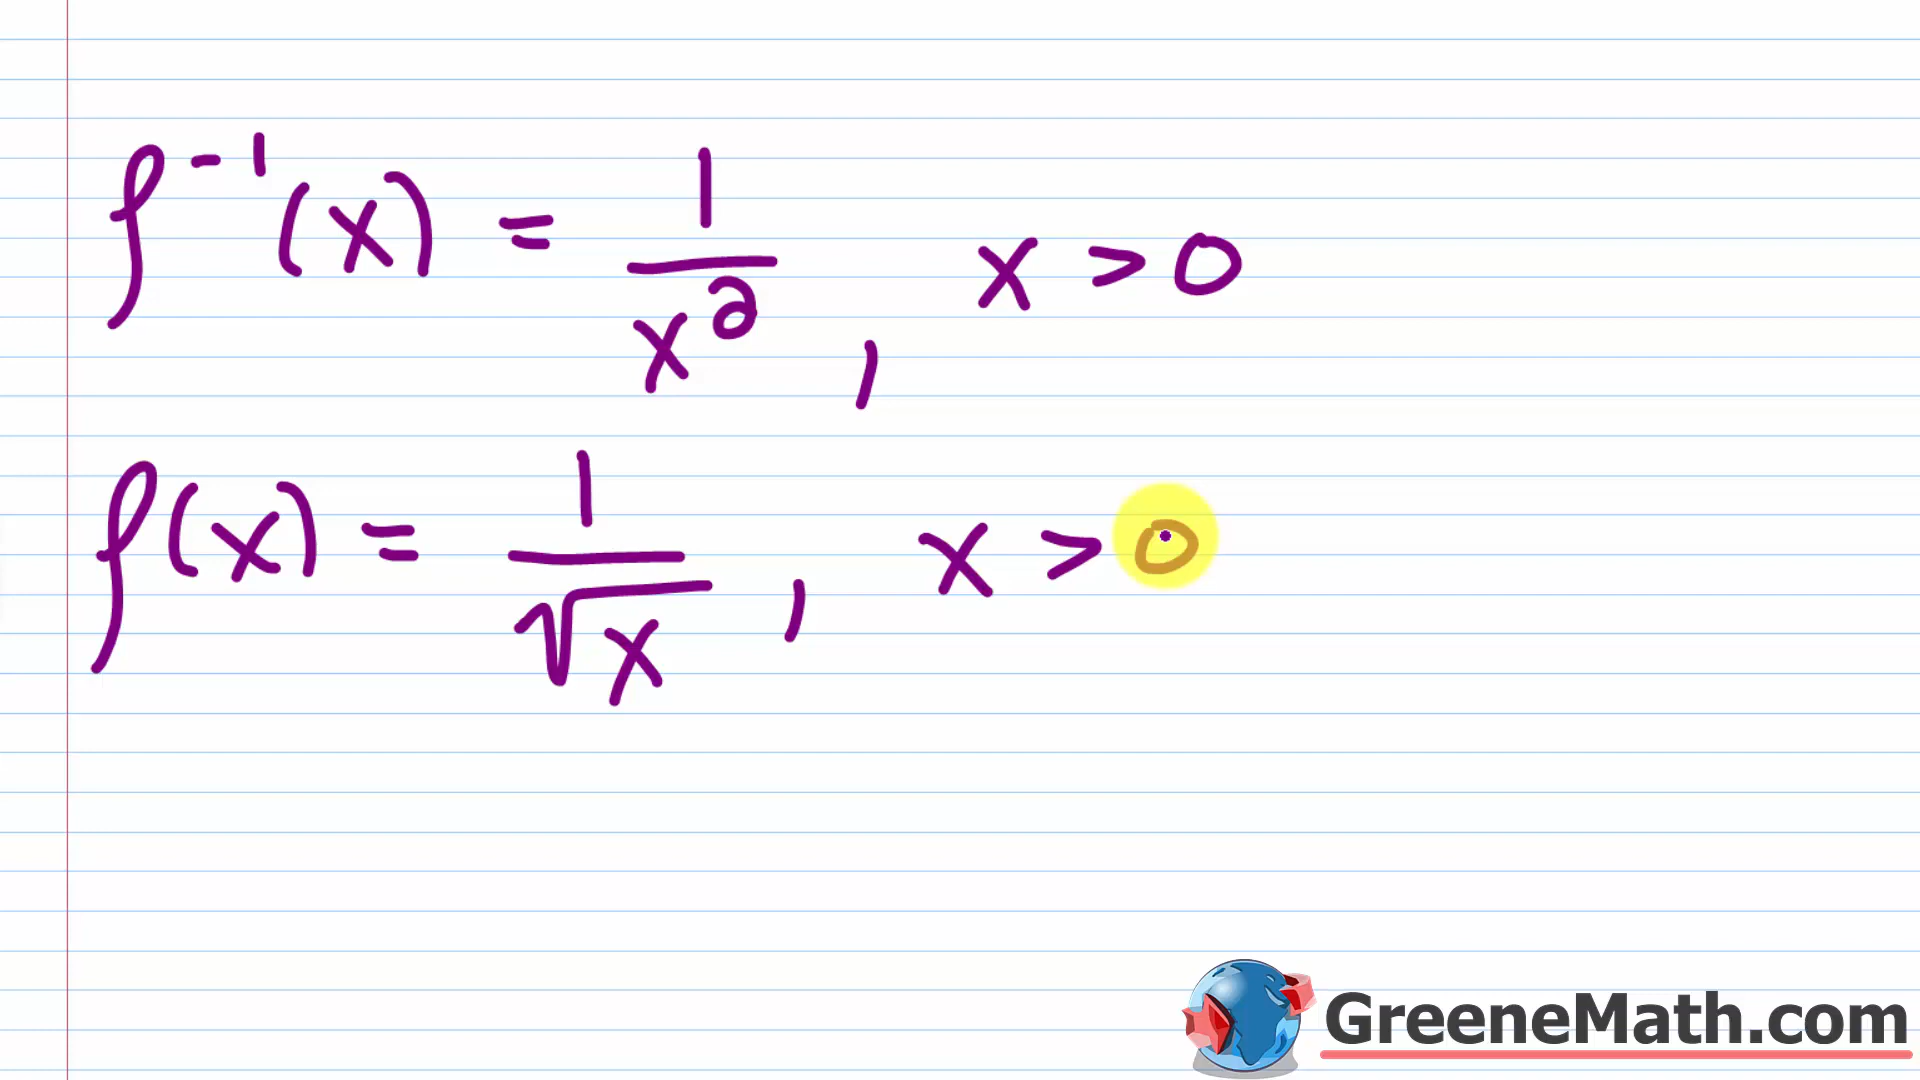 f⁻¹(x) = 1/x², x > 0
f(x) = 1/√x, x > 0
GreeneMath.com